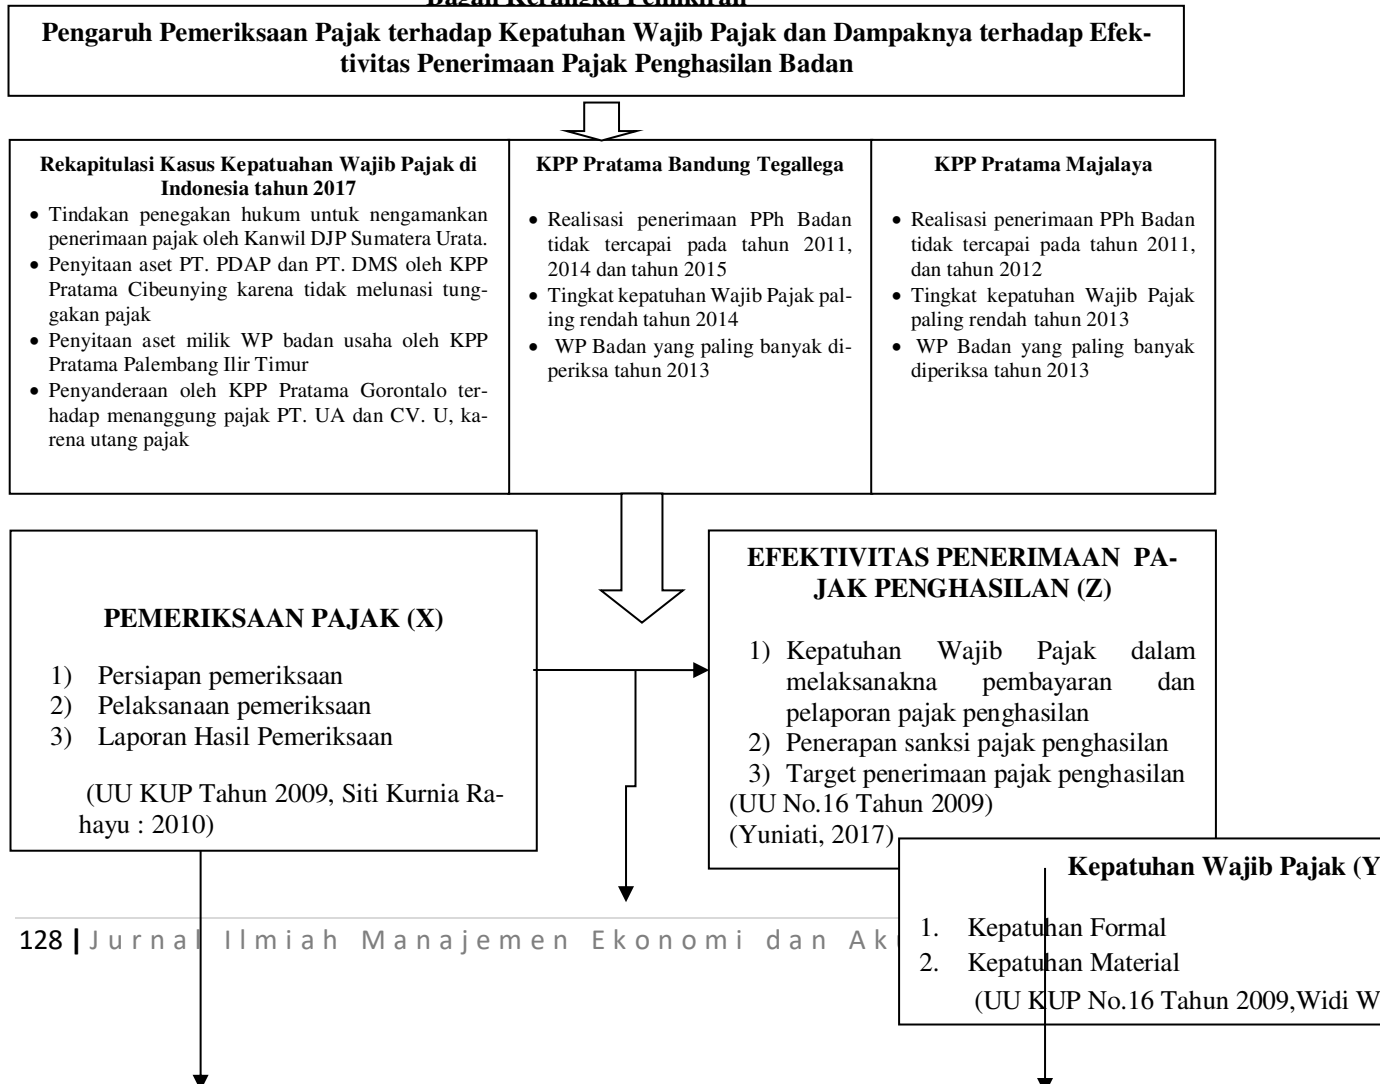 Bagan Kerangka Pemikiran
Pengaruh Pemeriksaan Pajak terhadap Kepatuhan Wajib Pajak dan Dampaknya terhadap Efek-
tivitas Penerimaan Pajak Penghasilan Badan
Rekapitulasi Kasus Kepatuahan Wajib Pajak di
Indonesia tahun 2017
• Tindakan penegakan hukum untuk nengamankan
penerimaan pajak oleh Kanwil DJP Sumatera Urata.
• Penyitaan aset PT. PDAP dan PT. DMS oleh KPP
Pratama Cibeunying karena tidak melunasi tung-
gakan pajak
• Penyitaan aset milik WP badan usaha oleh KPP
Pratama Palembang Ilir Timur
• Penyanderaan oleh KPP Pratama Gorontalo ter-
hadap menanggung pajak PT. UA dan CV. U, ka-
rena utang pajak
KPP Pratama Bandung Tegallega
• Realisasi penerimaan PPh Badan
tidak tercapai pada tahun 2011,
2014 dan tahun 2015
• Tingkat kepatuhan Wajib Pajak pal-
ing rendah tahun 2014
• WP Badan yang paling banyak di-
periksa tahun 2013
KPP Pratama Majalaya
• Realisasi penerimaan PPh Badan
tidak tercapai pada tahun 2011,
dan tahun 2012
• Tingkat kepatuhan Wajib Pajak
paling rendah tahun 2013
• WP Badan yang paling banyak
diperiksa tahun 2013
PEMERIKSAAN PAJAK (X)
1) Persiapan pemeriksaan
2) Pelaksanaan pemeriksaan
3) Laporan Hasil Pemeriksaan
(UU KUP Tahun 2009, Siti Kurnia Ra-
hayu : 2010)
EFEKTIVITAS PENERIMAAN PA-
JAK PENGHASILAN (Z)
1) Kepatuhan Wajib Pajak dalam
melaksanakna pembayaran dan
pelaporan pajak penghasilan
2) Penerapan sanksi pajak penghasilan
3) Target penerimaan pajak penghasilan
(UU No.16 Tahun 2009)
(Yuniati, 2017)
Kepatuhan Wajib Pajak (Y
1. Kepatuhan Formal
2. Kepatuhan Material
(UU KUP No.16 Tahun 2009,Widi W
128 | Jurnal Ilmiah Manajemen Ekonomi dan Ak